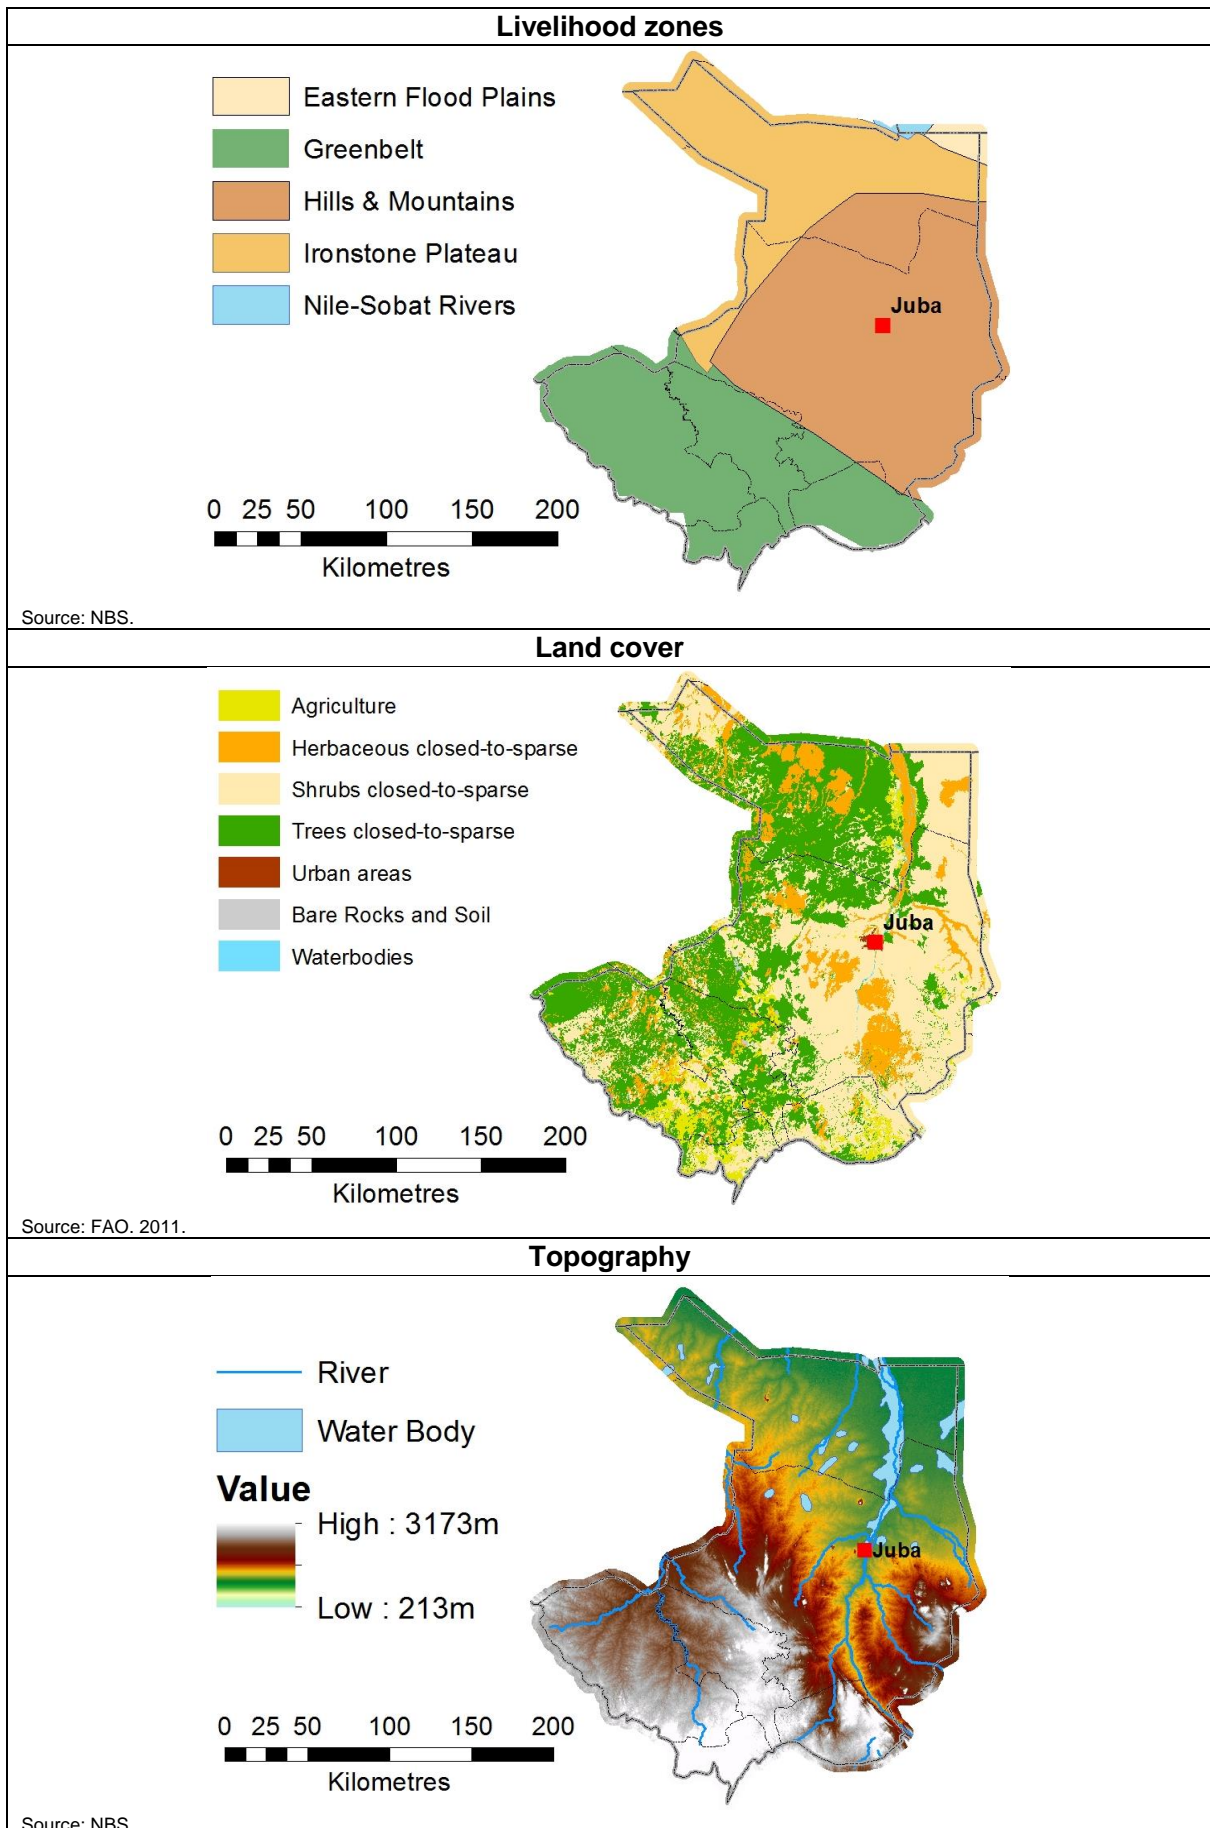 Livelihood zones
Eastern Flood Plains
Greenbelt
Hills & Mountains
Ironstone Plateau
Nile-Sobat Rivers
Juba
0 25 50 100 150 200
Kilometres
Source: NBS.
Land cover
Agriculture
Herbaceous closed-to-sparse
Shrubs closed-to-sparse
Trees closed-to-sparse
Urban areas
Bare Rocks and Soil
Waterbodies
Juba
0 25 50 100 150 200
Kilometres
Source: FAO. 2011.
Topography
River
Water Body
Value
High : 3173m
Low : 213m
Juba
0 25 50 100 150 200
Kilometres
Source: NBS